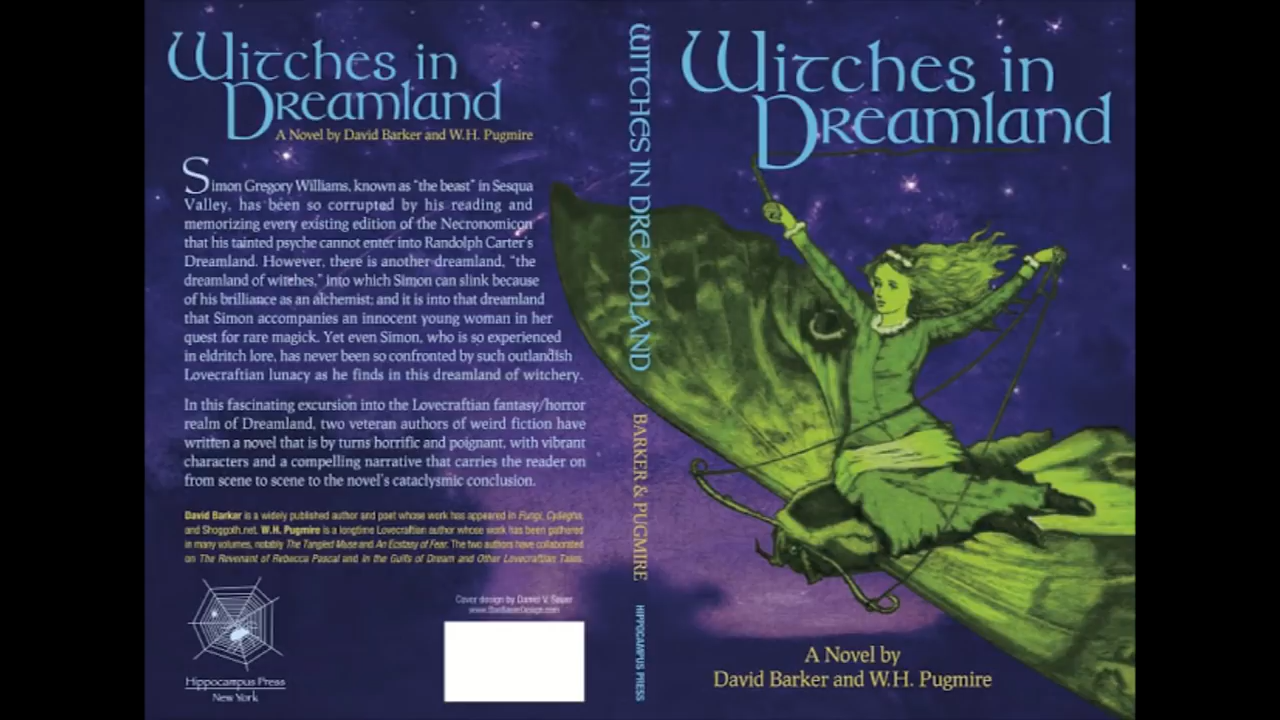 Witches in
Dreamland
A Novel by David Barker and W.H. Pugmire
Simon Gregory Williams, known as "the beast" in Sesqua
Valley, has been so corrupted by his reading and
memorizing every existing edition of the Necronomicon
that his tainted psyche cannot enter into Randolph Carter's
Dreamland. However, there is another dreamland, "the
dreamland of witches," into which Simon can slink because
of his brilliance as an alchemist; and it is into that dreamland
that Simon accompanies an innocent young woman in her
quest for rare magick. Yet even Simon, who is so experienced
in eldritch lore, has never been so confronted by such outlandish
Lovecraftian lunacy as he finds in this dreamland of witchery.
In this fascinating excursion into the Lovecraftian fantasy/horror
realm of Dreamland, two veteran authors of weird fiction have
written a novel that is by turns horrific and poignant, with vibrant
characters and a compelling narrative that carries the reader on
from scene to scene to the novel's cataclysmic conclusion.
David Barker is a widely published author and poet whose work has appeared in Fungi, Cyäegha,
and Shoggoth.net. W.H. Pugmire is a longtime Lovecraftian author whose work has been gathered
in many volumes, notably The Tangled Muse and An Ecstasy of Fear. The two authors have collaborated
on The Revenant of Rebecca Pascal and In the Gulfs of Dream and Other Lovecraftian Tales.
Cover design by Daniel V. Sauer
www.DanSauerDesign.com
Hippocampus Press
New York
WITCHES IN DREAMLAND
BARKER & PUGMIRE
HIPPOCAMPUS PRESS
Witches in
Dreamland
A Novel by
David Barker and W.H. Pugmire